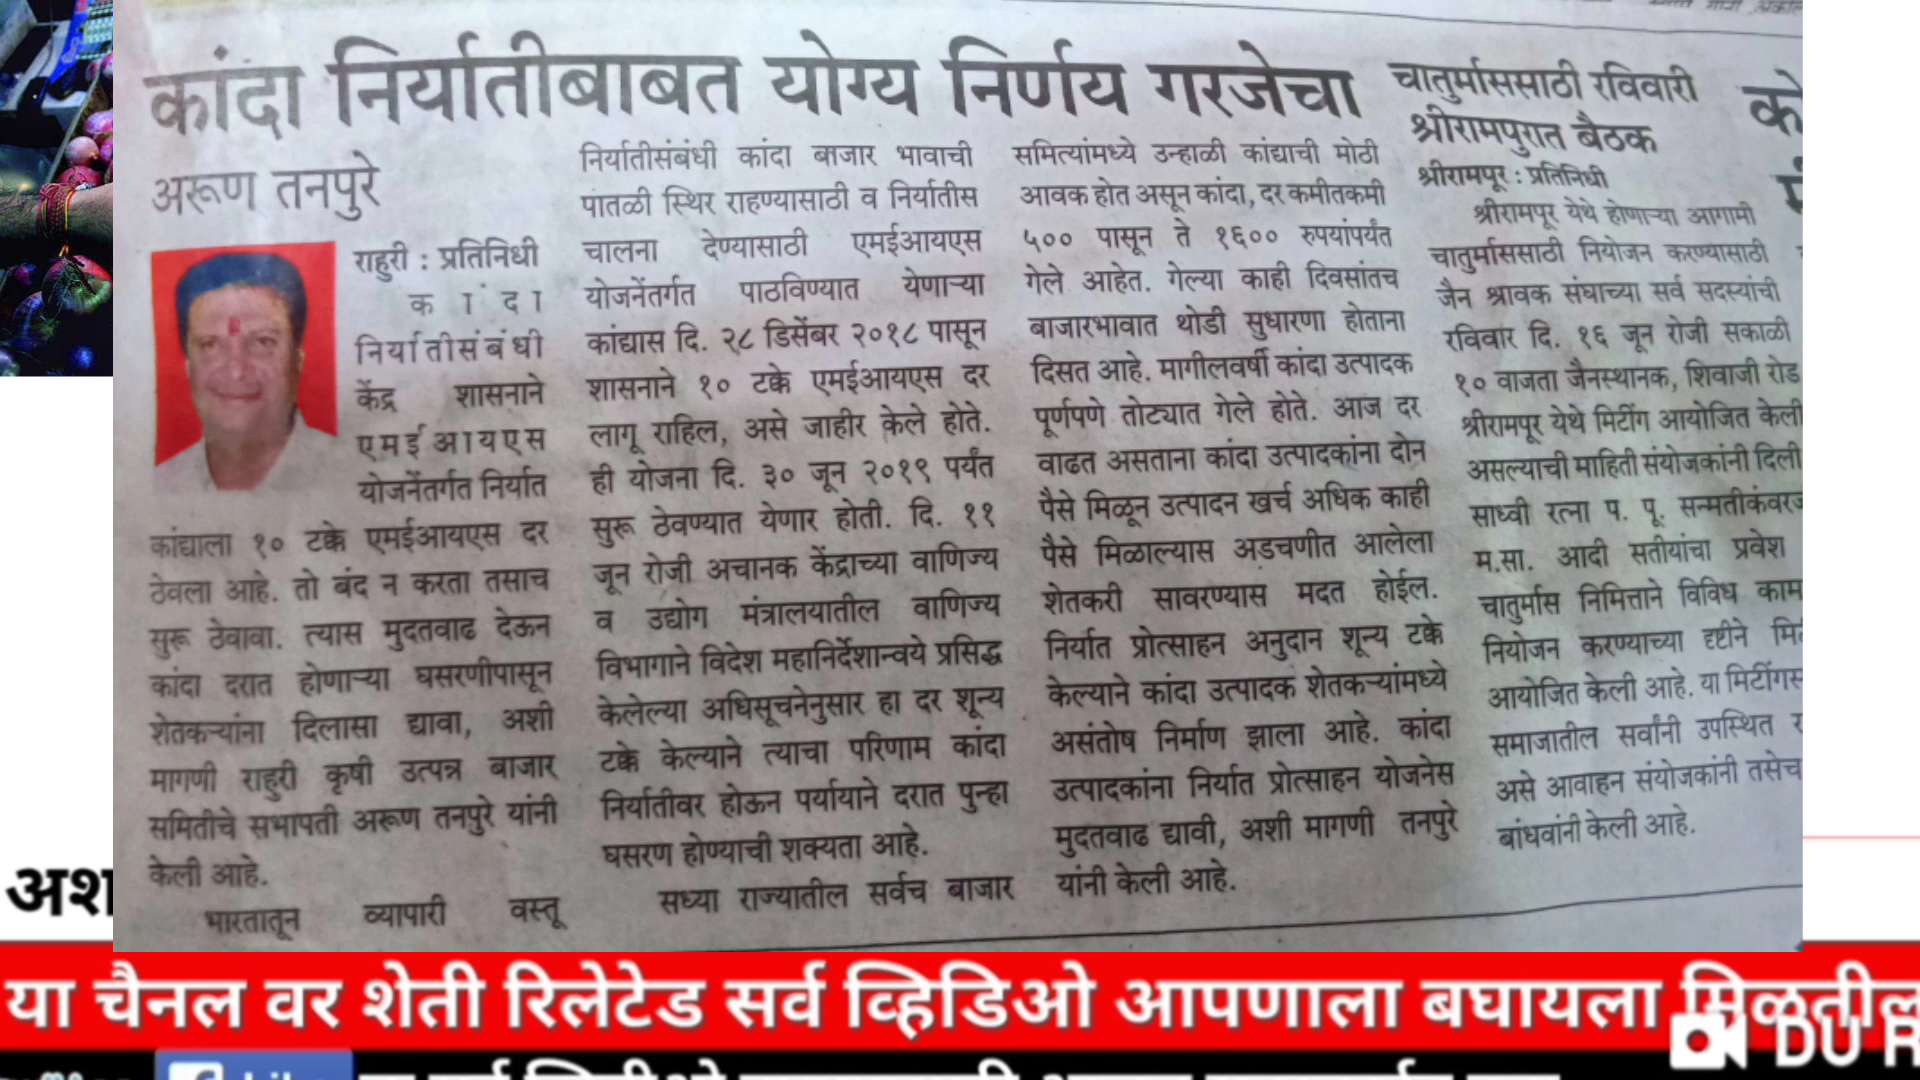 कांदा निर्यातीबाबत योग्य निर्णय गरजेचा
अरूण तनपुरे
राहुरी : प्रतिनिधी
कांदा
निर्यातीसंबंधी
केंद्र शासनाने
एमईआयएस
योजनेंतर्गत निर्यात
कांद्याला १० टक्के एमईआयएस दर
ठेवला आहे. तो बंद न करता तसाच
सुरू ठेवावा. त्यास मुदतवाढ देऊन
कांदा दरात होणाऱ्या घसरणीपासून
शेतकऱ्यांना दिलासा द्यावा, अशी
मागणी राहुरी कृषी उत्पन्न बाजार
समितीचे सभापती अरूण तनपुरे यांनी
केली आहे.
भारतातून व्यापारी वस्तू
निर्यातीसंबंधी कांदा बाजार भावाची
पातळी स्थिर राहण्यासाठी व निर्यातीस
चालना देण्यासाठी एमईआयएस
योजनेंतर्गत पाठविण्यात येणाऱ्या
कांद्यास दि. २८ डिसेंबर २०१८ पासून
शासनाने १० टक्के एमईआयएस दर
लागू राहिल, असे जाहीर केले होते.
ही योजना दि. ३० जून २०१९ पर्यंत
सुरू ठेवण्यात येणार होती. दि. ११
जून रोजी अचानक केंद्राच्या वाणिज्य
व उद्योग मंत्रालयातील वाणिज्य
विभागाने विदेश महानिर्देशान्वये प्रसिद्ध
केलेल्या अधिसूचनेनुसार हा दर शून्य
टक्के केल्याने त्याचा परिणाम कांदा
निर्यातीवर होऊन पर्यायाने दरात पुन्हा
घसरण होण्याची शक्यता आहे.
सध्या राज्यातील सर्वच बाजार
समित्यांमध्ये उन्हाळी कांद्याची मोठी
आवक होत असून कांदा, दर कमीतकमी
५०० पासून ते १६०० रुपयांपर्यंत
गेले आहेत. गेल्या काही दिवसांतच
बाजारभावात थोडी सुधारणा होताना
दिसत आहे. मागीलवर्षी कांदा उत्पादक
पूर्णपणे तोट्यात गेले होते. आज दर
वाढत असताना कांदा उत्पादकांना दोन
पैसे मिळून उत्पादन खर्च अधिक काही
पैसे मिळाल्यास अडचणीत आलेला
शेतकरी सावरण्यास मदत होईल.
निर्यात प्रोत्साहन अनुदान शून्य टक्के
केल्याने कांदा उत्पादक शेतकऱ्यांमध्ये
असंतोष निर्माण झाला आहे. कांदा
उत्पादकांना निर्यात प्रोत्साहन योजनेस
मुदतवाढ द्यावी, अशी मागणी तनपुरे
यांनी केली आहे.
चातुर्माससाठी रविवारी
श्रीरामपुरात बैठक
श्रीरामपूर : प्रतिनिधी
श्रीरामपूर येथे होणाऱ्या आगामी
चातुर्माससाठी नियोजन करण्यासाठी
जैन श्रावक संघाच्या सर्व सदस्यांची
रविवार दि. १६ जून रोजी सकाळी
१० वाजता जैनस्थानक, शिवाजी रोड
श्रीरामपूर येथे मिटींग आयोजित केली
असल्याची माहिती संयोजकांनी दिली
साध्वी रत्ना प. पू. सन्मतीकंवरज
म.सा. आदी सतीयांचा प्रवेश
चातुर्मास निमित्ताने विविध काम
नियोजन करण्याच्या दृष्टीने
आयोजित केली आहे. या मिटींगस
समाजातील सर्वांनी उपस्थित
असे आवाहन संयोजकांनी तसेच
बांधवांनी केली आहे.
को
अश
या चैनल वर शेती रिलेटेड सर्व व्हिडिओ आपणाला बघायला मिळतील
DU R